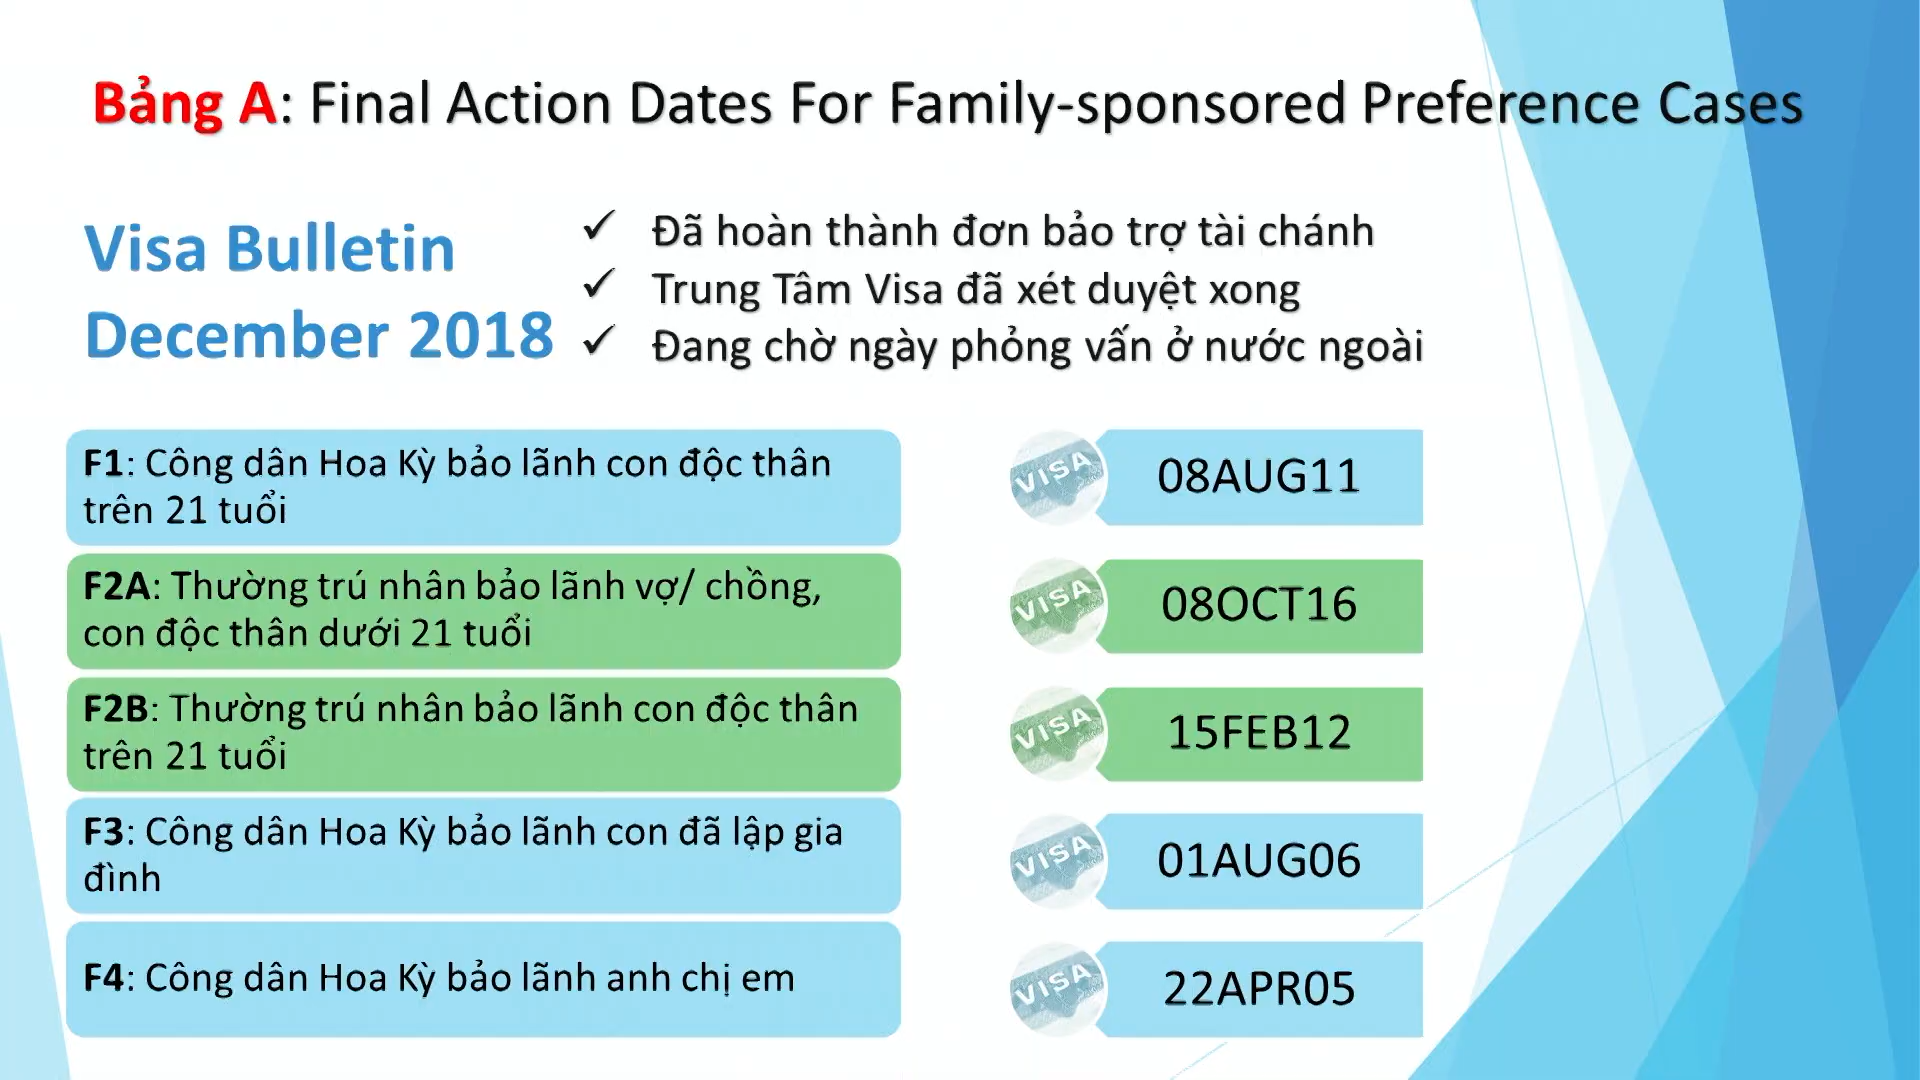 Bảng A: Final Action Dates For Family-sponsored Preference Cases
Visa Bulletin
December 2018
✓ Đã hoàn thành đơn bảo trợ tài chánh
✓ Trung Tâm Visa đã xét duyệt xong
✓ Đang chờ ngày phỏng vấn ở nước ngoài
F1: Công dân Hoa Kỳ bảo lãnh con độc thân
trên 21 tuổi
VISA
08AUG11
F2A: Thường trú nhân bảo lãnh vợ/ chồng,
con độc thân dưới 21 tuổi
VISA
08OCT16
F2B: Thường trú nhân bảo lãnh con độc thân
trên 21 tuổi
VISA
15FEB12
F3: Công dân Hoa Kỳ bảo lãnh con đã lập gia
đình
VISA
01AUG06
F4: Công dân Hoa Kỳ bảo lãnh anh chị em
VISA
22APR05